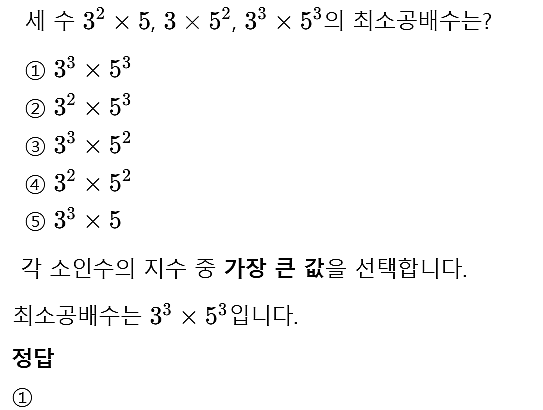 세 수 3² × 5, 3 × 5², 3³ × 5³의 최소공배수는?
① 3³ × 5³
② 3² × 5³
③ 3³ × 5²
④ 3² × 5²
⑤ 3³ × 5
각 소인수의 지수 중 가장 큰 값을 선택합니다.
최소공배수는 3³ × 5³입니다.
정답
①